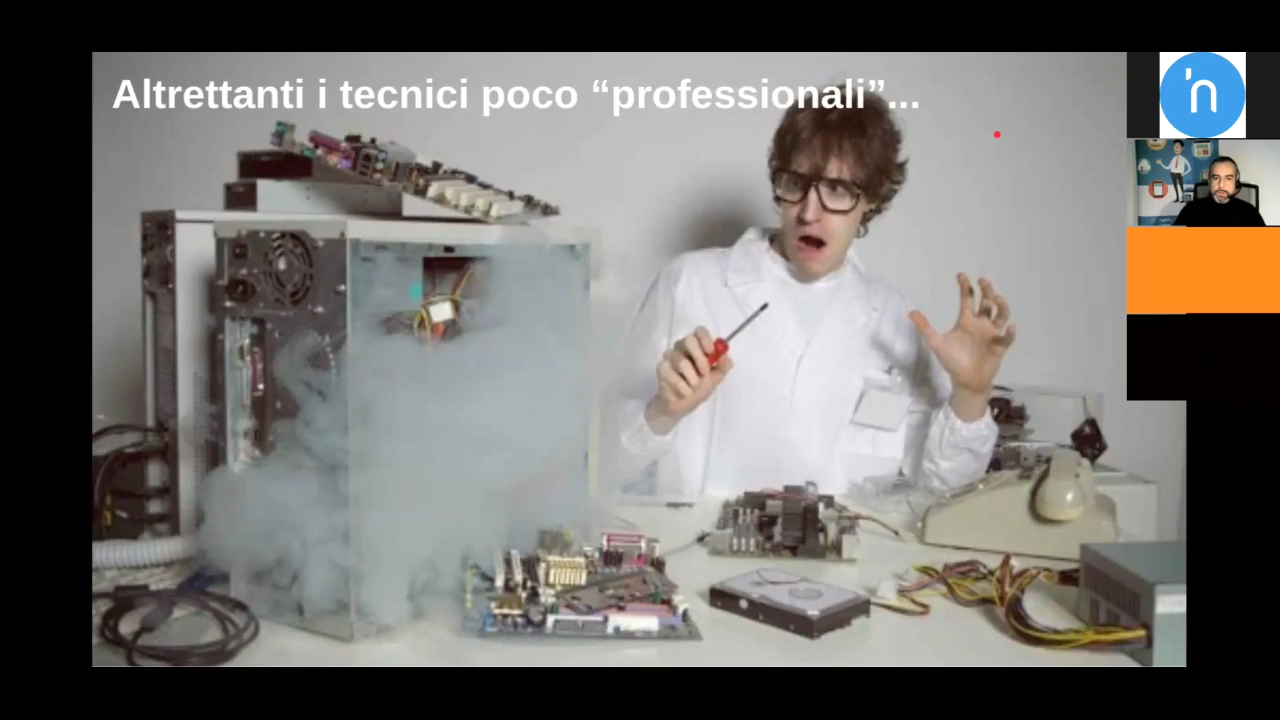 Altrettanti i tecnici poco “professionali”...
'n